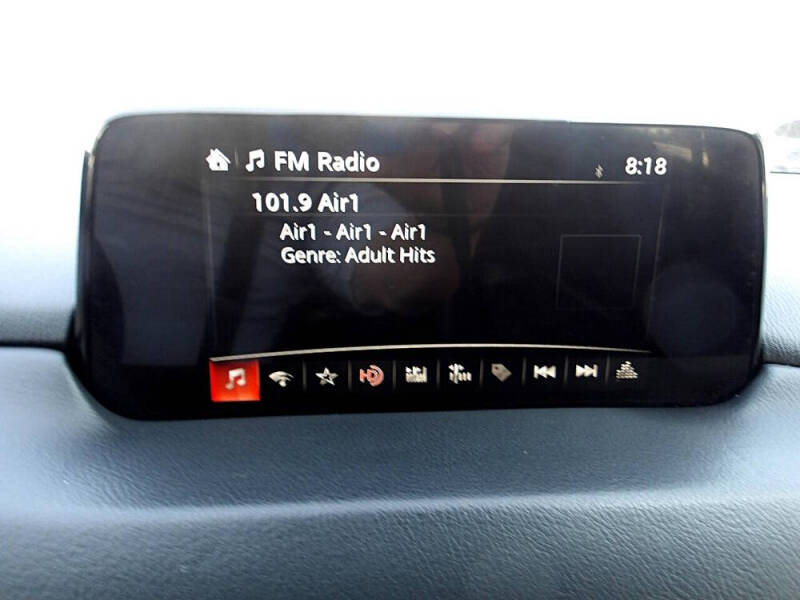 FM Radio
8:18
101.9 Air1
Air1 - Air1 - Air1
Genre: Adult Hits